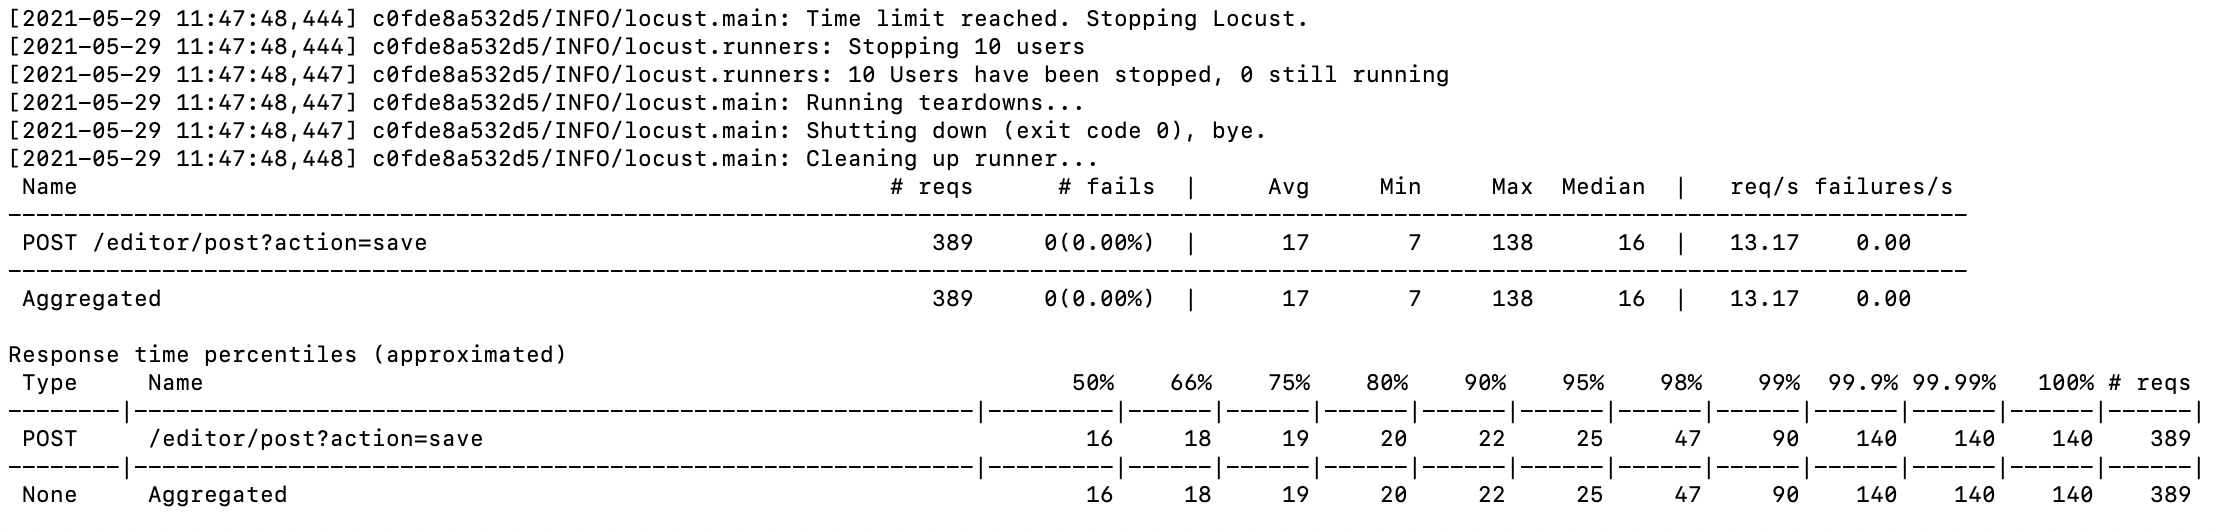 [2021-05-29 11:47:48,444] c0fde8a532d5/INFO/locust.main: Time limit reached. Stopping Locust.
[2021-05-29 11:47:48,444] c0fde8a532d5/INFO/locust.runners: Stopping 10 users
[2021-05-29 11:47:48,447] c0fde8a532d5/INFO/locust.runners: 10 Users have been stopped, 0 still running
[2021-05-29 11:47:48,447] c0fde8a532d5/INFO/locust.main: Running teardowns...
[2021-05-29 11:47:48,447] c0fde8a532d5/INFO/locust.main: Shutting down (exit code 0), bye.
[2021-05-29 11:47:48,448] c0fde8a532d5/INFO/locust.main: Cleaning up runner...
Name # reqs # fails | Avg Min Max Median | req/s failures/s
POST /editor/post?action=save 389 0(0.00%) | 17 7 138 16 | 13.17 0.00
Aggregated 389 0(0.00%) | 17 7 138 16 | 13.17 0.00
Response time percentiles (approximated)
Type Name 50% 66% 75% 80% 90% 95% 98% 99% 99.9% 99.99% 100% # reqs
POST /editor/post?action=save 16 18 19 20 22 25 47 90 140 140 140 389
None Aggregated 16 18 19 20 22 25 47 90 140 140 140 389